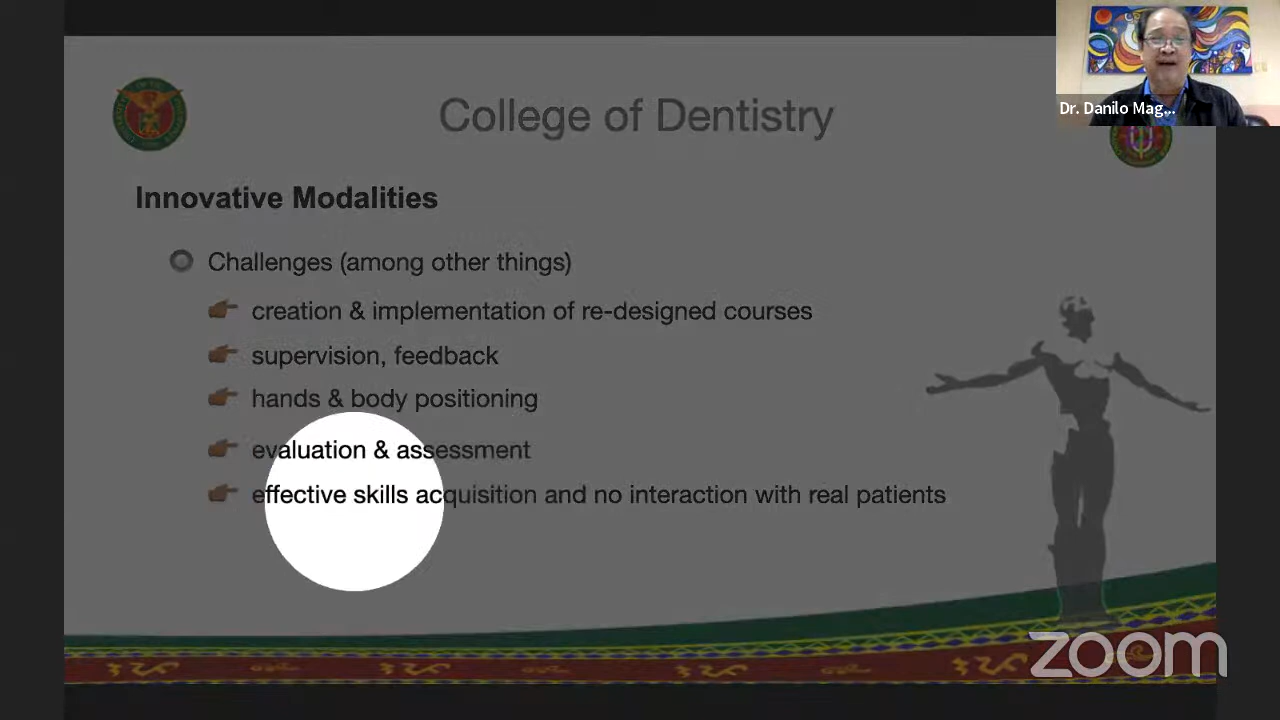 College of Dentistry
Dr. Danilo Mag...
Innovative Modalities
Challenges (among other things)
creation & implementation of re-designed courses
supervision, feedback
hands & body positioning
evaluation & assessment
effective skills acquisition and no interaction with real patients
zoom